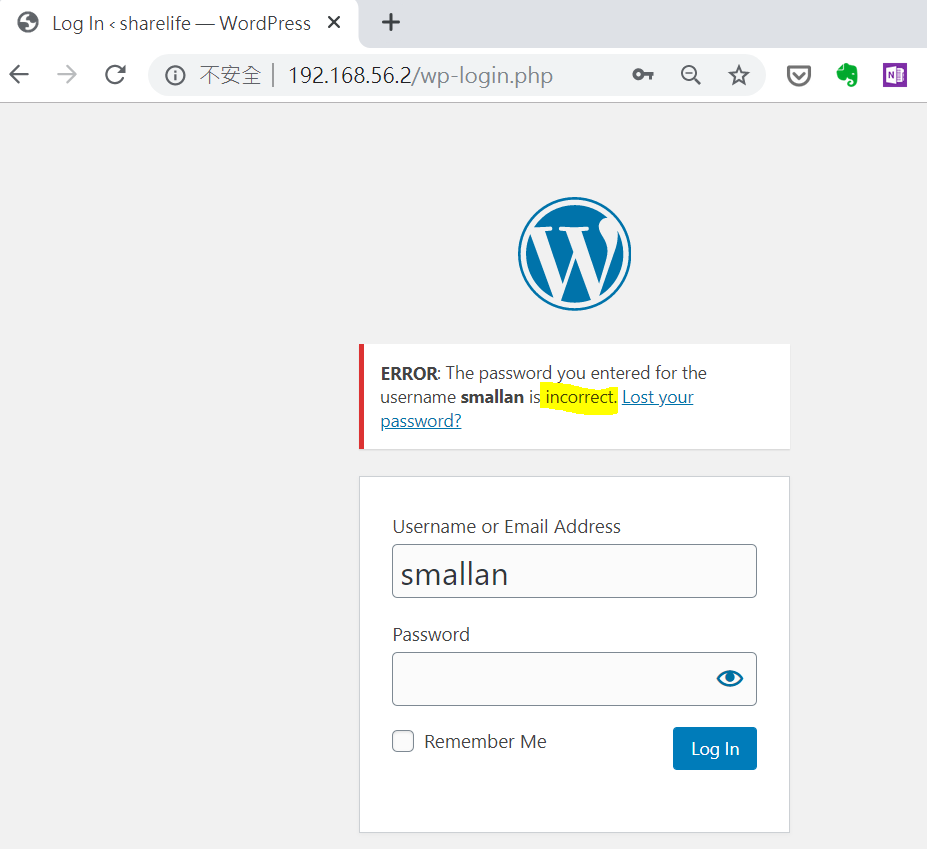 Log In ‹ sharelife — WordPress
不安全 192.168.56.2/wp-login.php
ERROR: The password you entered for the
username smallan is incorrect. Lost your
password?
Username or Email Address
smallan
Password
Remember Me
Log In